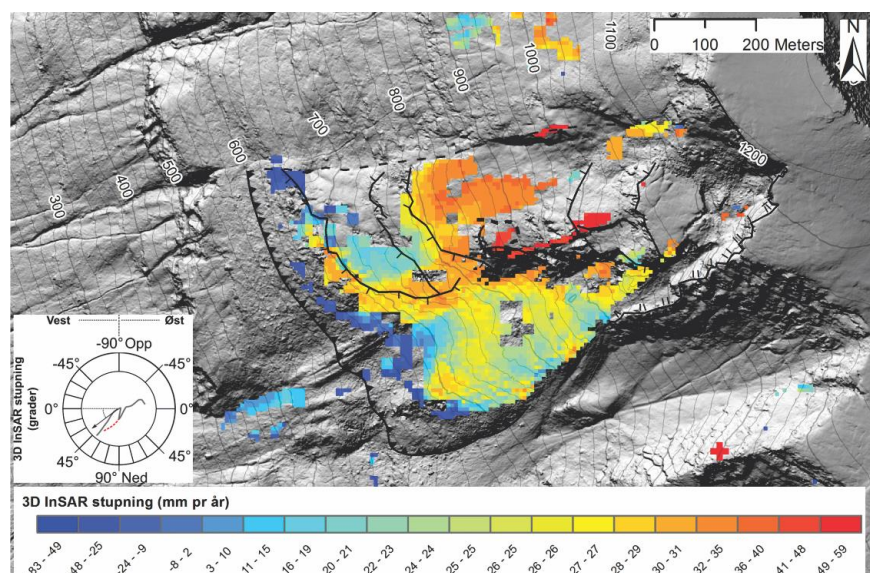 1100
1000
900
800
700
600
500
400
300
1200
0 100 200 Meters
Vest Øst
-90° Opp
-45° -45°
0° 0°
45° 45°
90° Ned
3D InSAR stupning
(grader)
3D InSAR stupning (mm pr år)
83 - -49
48 - -25
-24 - -9
-8 - 2
3 - 10
11 - 15
16 - 19
20 - 21
22 - 23
24 - 24
25 - 25
26 - 25
26 - 26
27 - 27
28 - 29
30 - 31
32 - 35
36 - 40
41 - 48
49 - 59